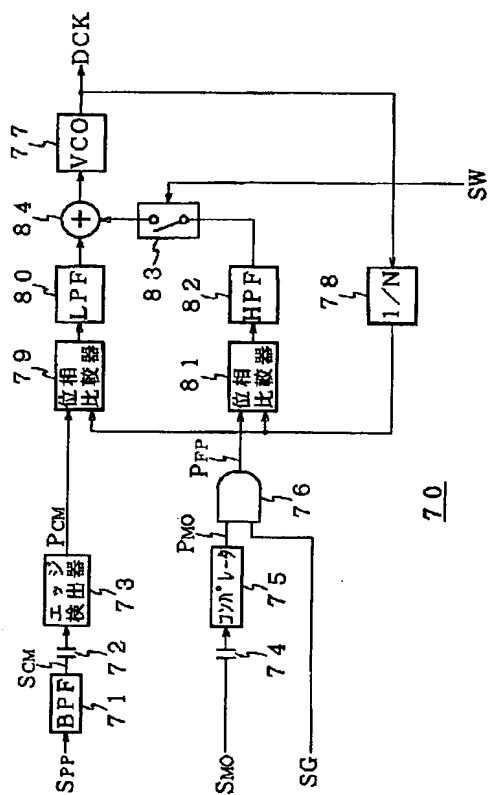 SPP
BPF
71
SCM
72
エッジ
検出器
73
PCM
位相
比較器
79
LPF
80
84
VCO
77
DCK
83
SW
SMO
74
コンパレータ
75
PMO
76
PFP
位相
比較器
81
HPF
82
1/N
78
SG
70